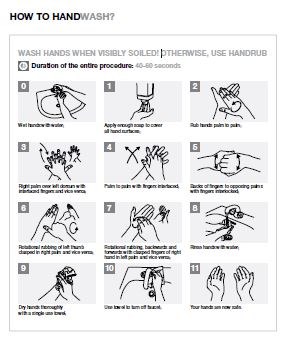 HOW TO HANDWASH?
WASH HANDS WHEN VISIBLY SOILED! OTHERWISE, USE HANDRUB
Duration of the entire procedure: 40-60 seconds
0
1
2
Wet hands with water;
Apply enough soap to cover
all hand surfaces;
Rub hands palm to palm;
3
4
5
Right palm over left dorsum with
interlaced fingers and vice versa;
Palm to palm with fingers interlaced;
Backs of fingers to opposing palms
with fingers interlocked;
6
7
8
Rotational rubbing of left thumb
clasped in right palm and vice versa;
Rotational rubbing, backwards and
forwards with clasped fingers of right
hand in left palm and vice versa;
Rinse hands with water;
9
10
11
Dry hands thoroughly
with a single use towel;
Use towel to turn off faucet;
Your hands are now safe.